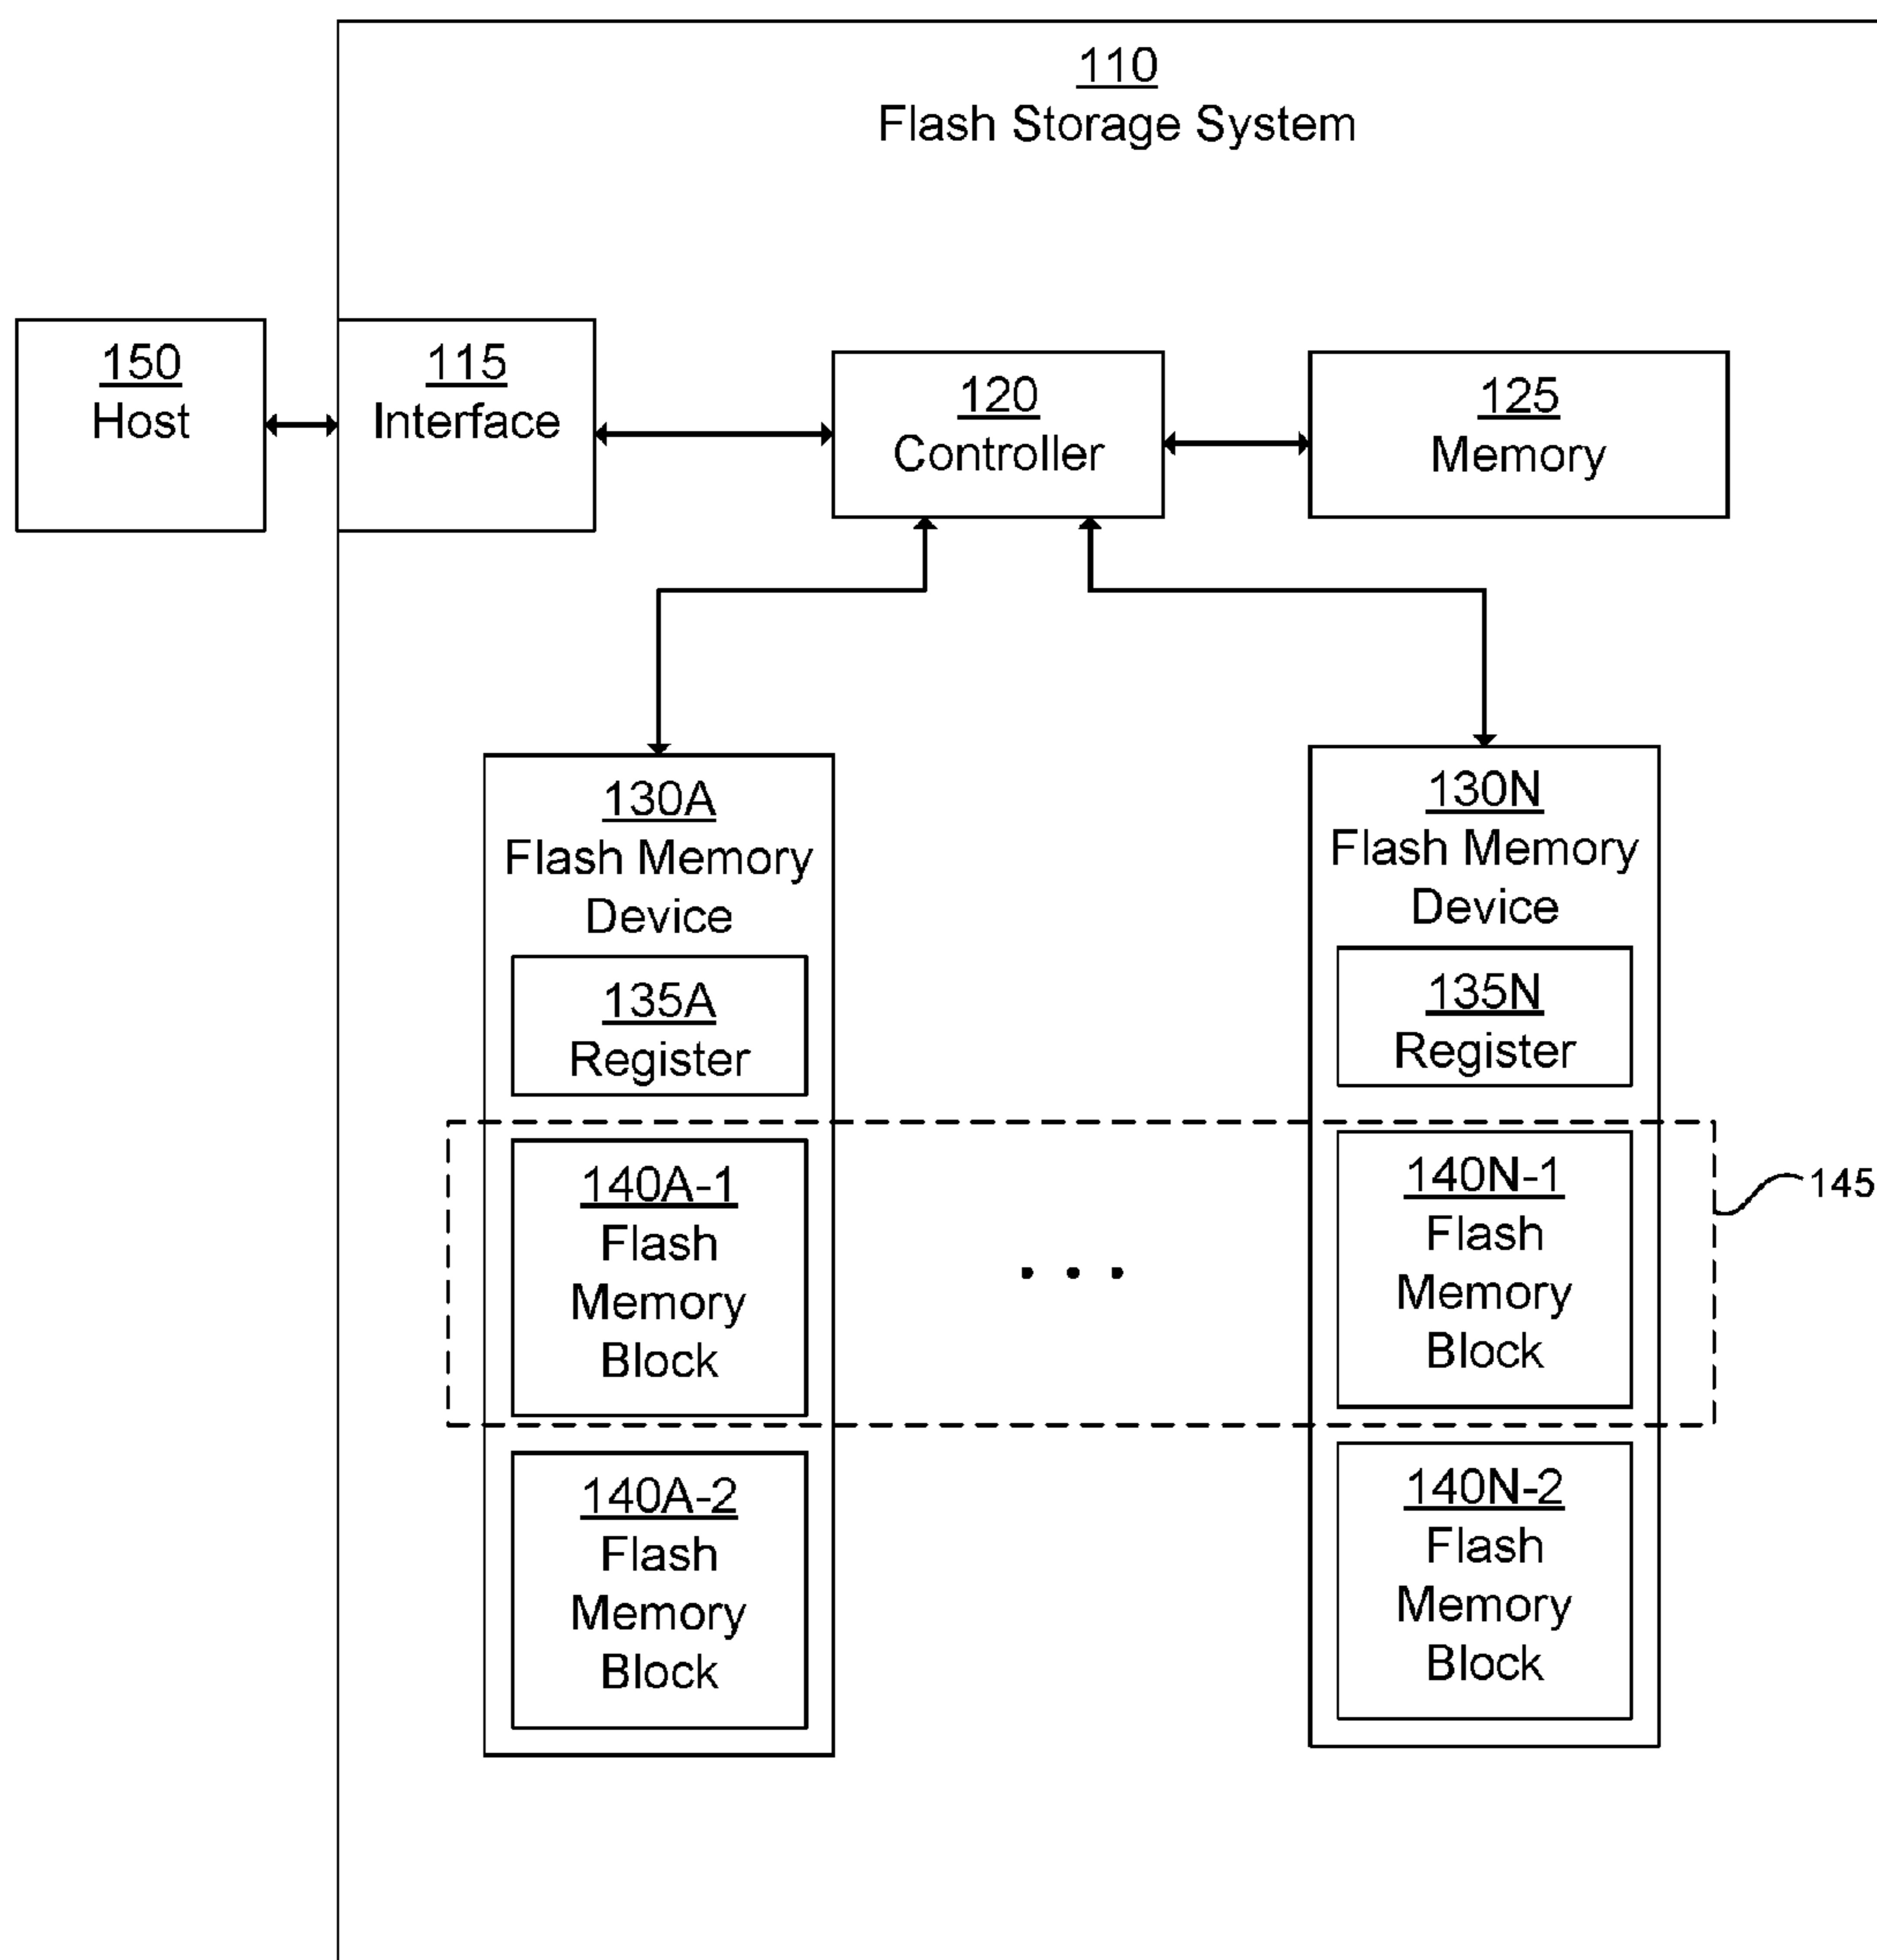 110
Flash Storage System
150
Host
115
Interface
120
Controller
125
Memory
130A
Flash Memory
Device
135A
Register
140A-1
Flash
Memory
Block
140A-2
Flash
Memory
Block
. . .
130N
Flash Memory
Device
135N
Register
140N-1
Flash
Memory
Block
140N-2
Flash
Memory
Block
145